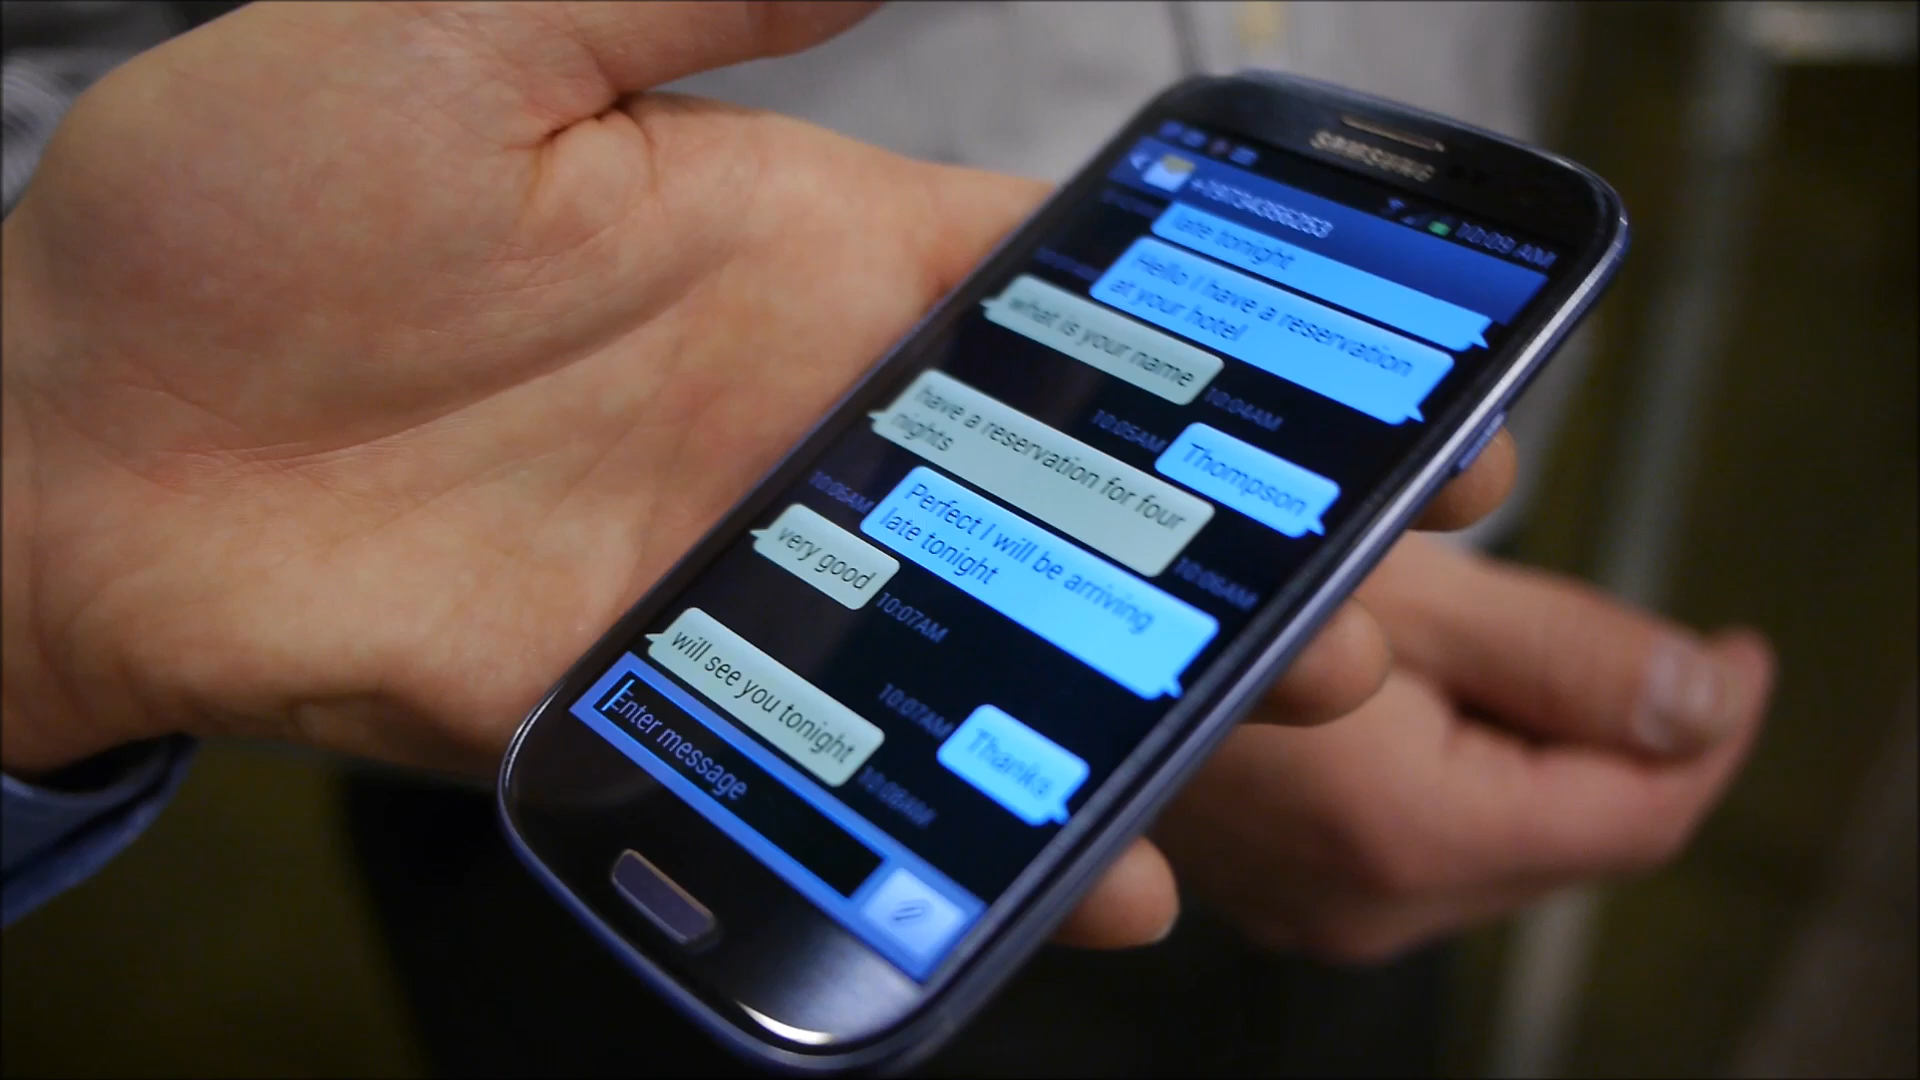 SAMSUNG
10:09 AM
late tonight
Hello I have a reservation
at your hotel
what is your name
10:04AM
10:05AM
Thompson
have a reservation for four
nights
10:06AM
10:06AM
Perfect I will be arriving
late tonight
very good
10:07AM
10:07AM
Thanks
will see you tonight
10:08AM
Enter message